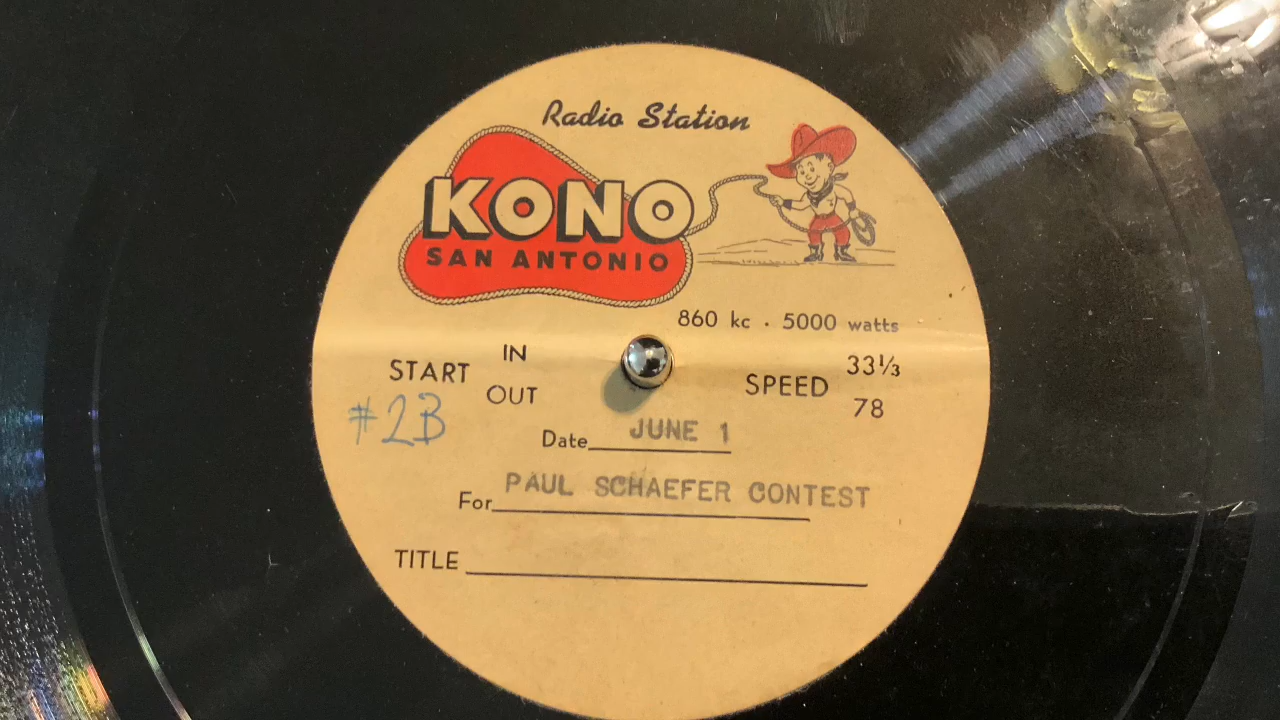 Radio Station
KONO
SAN ANTONIO
860 kc . 5000 watts
START IN OUT SPEED 33⅓ 78
#2B
Date JUNE 1
For PAUL SCHAEFER CONTEST
TITLE